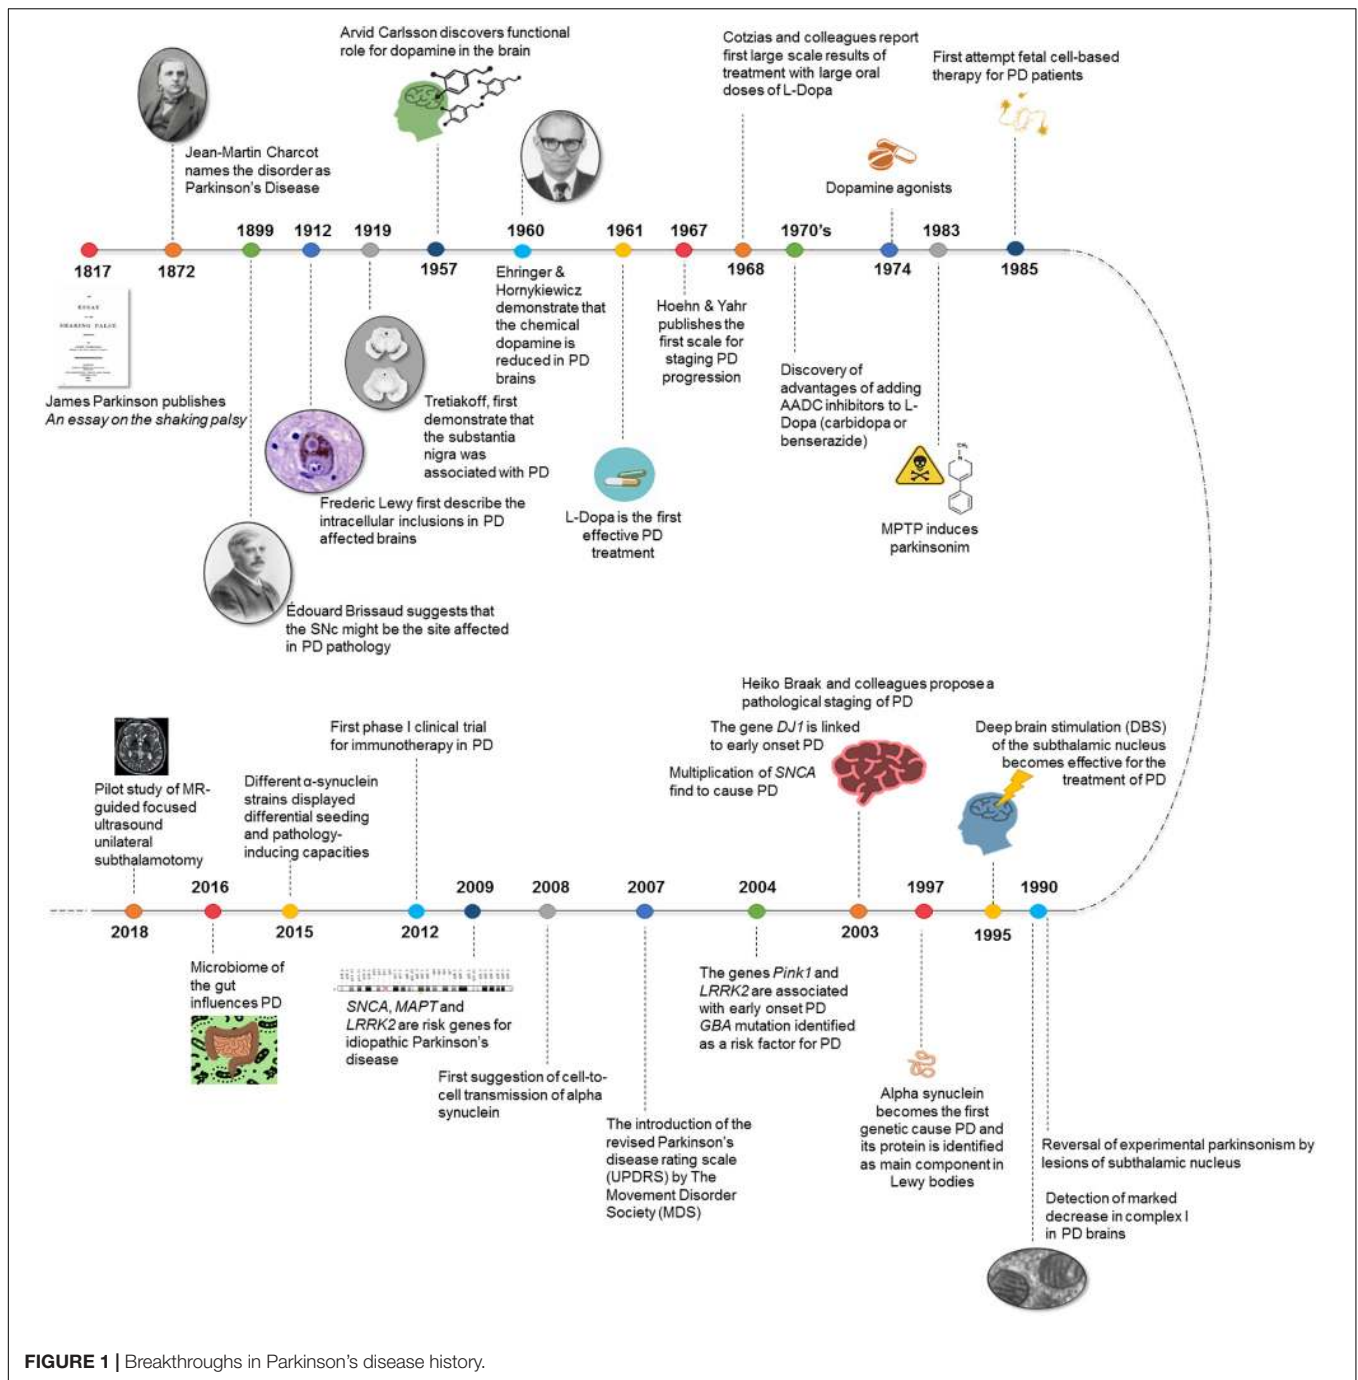 Arvid Carlsson discovers functional
role for dopamine in the brain
Cotzias and colleagues report
first large scale results of
treatment with large oral
doses of L-Dopa
First attempt fetal cell-based
therapy for PD patients
Jean-Martin Charcot
names the disorder as
Parkinson's Disease
Dopamine agonists
1817
1872
1899
1912
1919
1957
1960
1961
1967
1968
1970's
1974
1983
1985
ESSAY
SHAKING PALSY
James Parkinson publishes
An essay on the shaking palsy
Édouard Brissaud suggests that
the SNc might be the site affected
in PD pathology
Frederic Lewy first describe the
intracellular inclusions in PD
affected brains
Tretiakoff, first
demonstrate that
the substantia
nigra was
associated with PD
Ehringer &
Hornykiewicz
demonstrate that
the chemical
dopamine is
reduced in PD
brains
L-Dopa is the first
effective PD
treatment
Hoehn & Yahr
publishes the
first scale for
staging PD
progression
Discovery of
advantages of adding
AADC inhibitors to L-
Dopa (carbidopa or
benserazide)
CH3
N
MPTP induces
parkinsonim
Heiko Braak and colleagues propose a
pathological staging of PD
The gene DJ1 is linked
to early onset PD
Multiplication of SNCA
find to cause PD
Deep brain stimulation (DBS)
of the subthalamic nucleus
becomes effective for the
treatment of PD
First phase I clinical trial
for immunotherapy in PD
Different α-synuclein
strains displayed
differential seeding
and pathology-
inducing capacities
Pilot study of MR-
guided focused
ultrasound
unilateral
subthalamotomy
2018
2016
2015
2012
2009
2008
2007
2004
2003
1997
1995
1990
Microbiome of
the gut
influences PD
SNCA, MAPT and
LRRK2 are risk genes for
idiopathic Parkinson's
disease
First suggestion of cell-to-
cell transmission of alpha
synuclein
The introduction of the
revised Parkinson's
disease rating scale
(UPDRS) by The
Movement Disorder
Society (MDS)
The genes Pink1 and
LRRK2 are associated
with early onset PD
GBA mutation identified
as a risk factor for PD
Alpha synuclein
becomes the first
genetic cause PD and
its protein is identified
as main component in
Lewy bodies
Reversal of experimental parkinsonism by
lesions of subthalamic nucleus
Detection of marked
decrease in complex I
in PD brains
FIGURE 1 | Breakthroughs in Parkinson's disease history.